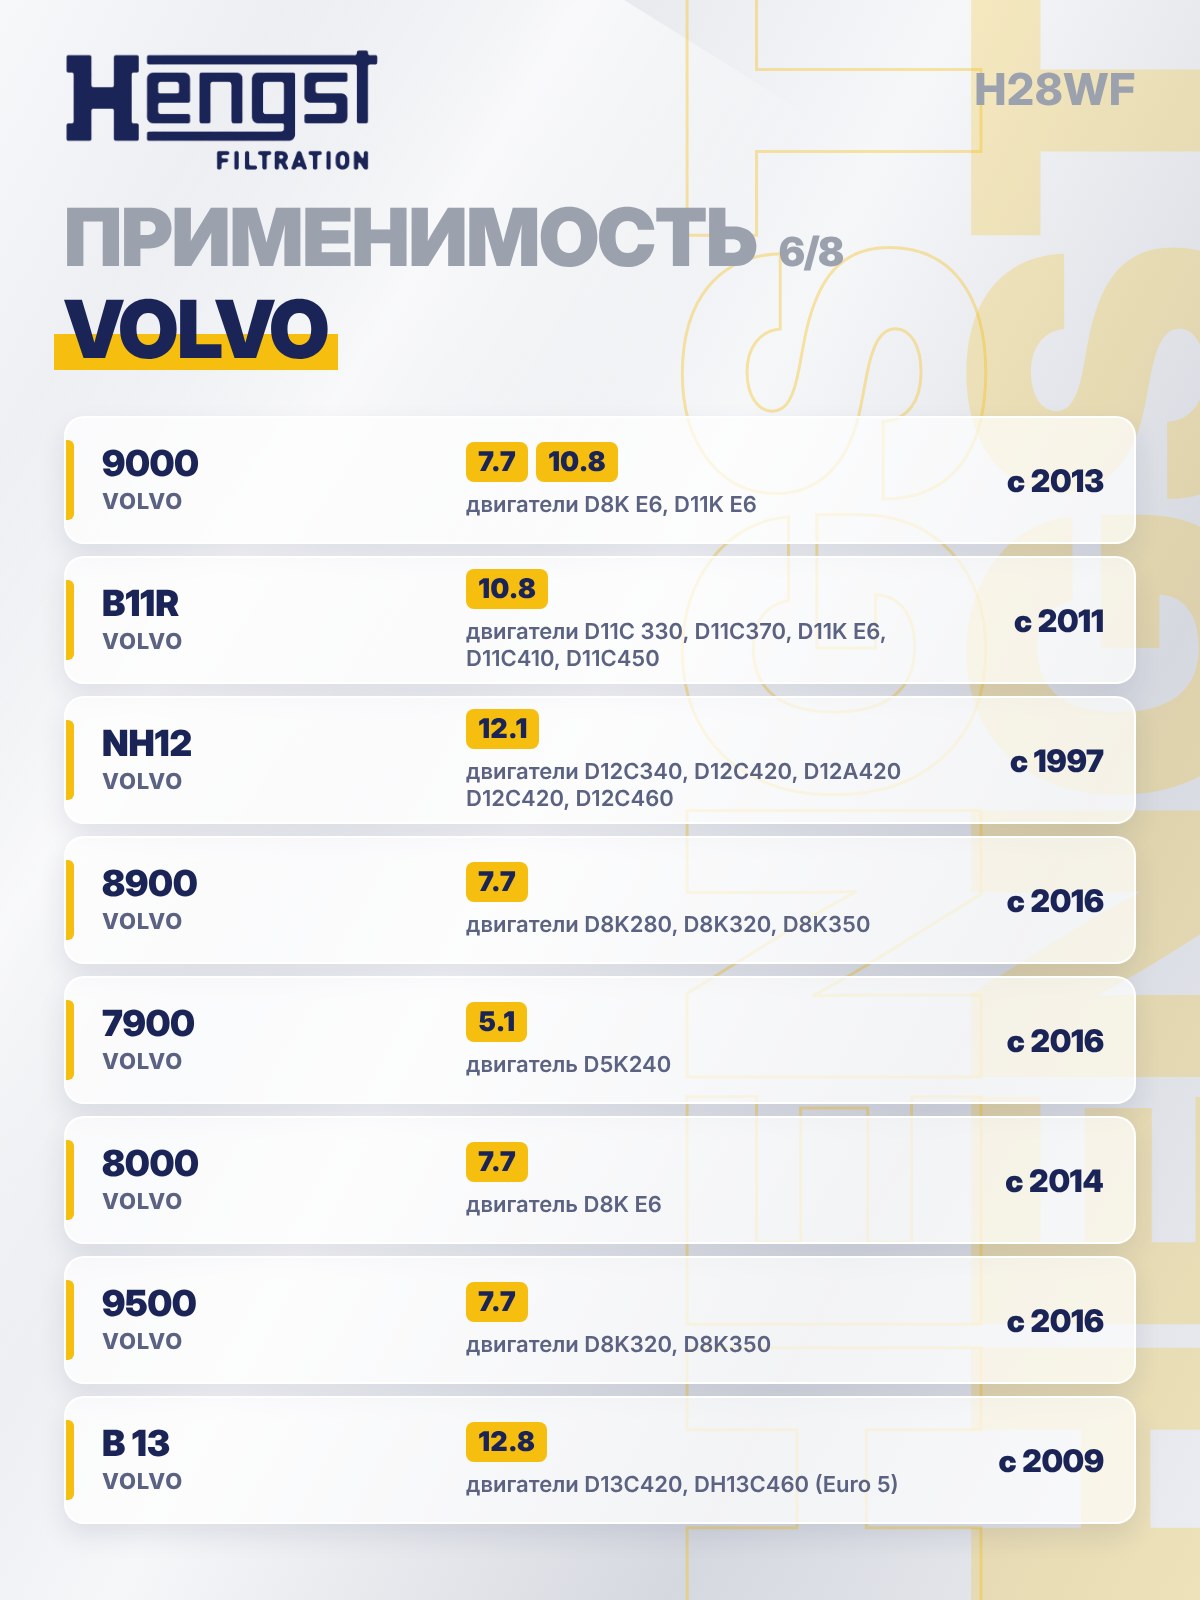 Hengst
FILTRATION
H28WF
ПРИМЕНИМОСТЬ 6/8
VOLVO
9000
VOLVO
7.7 10.8
двигатели D8K E6, D11K E6
с 2013
B11R
VOLVO
10.8
двигатели D11C 330, D11C370, D11K E6,
D11C410, D11C450
с 2011
NH12
VOLVO
12.1
двигатели D12C340, D12C420, D12A420
D12C420, D12C460
с 1997
8900
VOLVO
7.7
двигатели D8K280, D8K320, D8K350
с 2016
7900
VOLVO
5.1
двигатель D5K240
с 2016
8000
VOLVO
7.7
двигатель D8K E6
с 2014
9500
VOLVO
7.7
двигатели D8K320, D8K350
с 2016
B 13
VOLVO
12.8
двигатели D13C420, DH13C460 (Euro 5)
с 2009
HENGST
HENGST